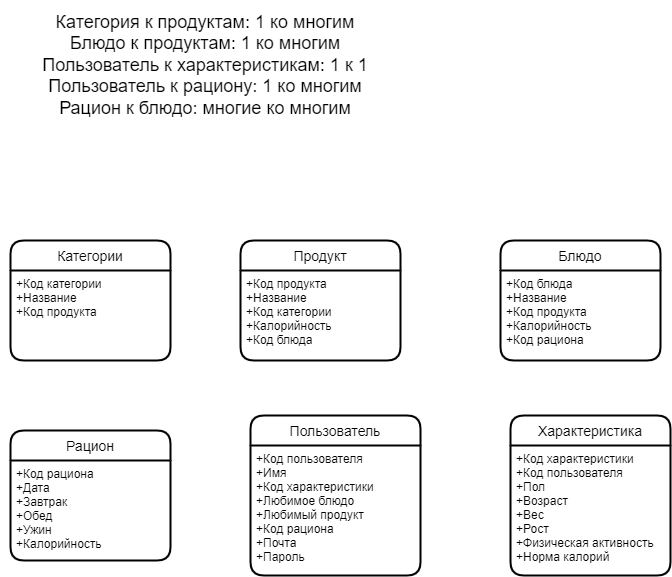 Категория к продуктам: 1 ко многим
Блюдо к продуктам: 1 ко многим
Пользователь к характеристикам: 1 к 1
Пользователь к рациону: 1 ко многим
Рацион к блюдо: многие ко многим
Категории
+Код категории
+Название
+Код продукта
Продукт
+Код продукта
+Название
+Код категории
+Калорийность
+Код блюда
Блюдо
+Код блюда
+Название
+Код продукта
+Калорийность
+Код рациона
Рацион
+Код рациона
+Дата
+Завтрак
+Обед
+Ужин
+Калорийность
Пользователь
+Код пользователя
+Имя
+Код характеристики
+Любимое блюдо
+Любимый продукт
+Код рациона
+Почта
+Пароль
Характеристика
+Код характеристики
+Код пользователя
+Пол
+Возраст
+Вес
+Рост
+Физическая активность
+Норма калорий